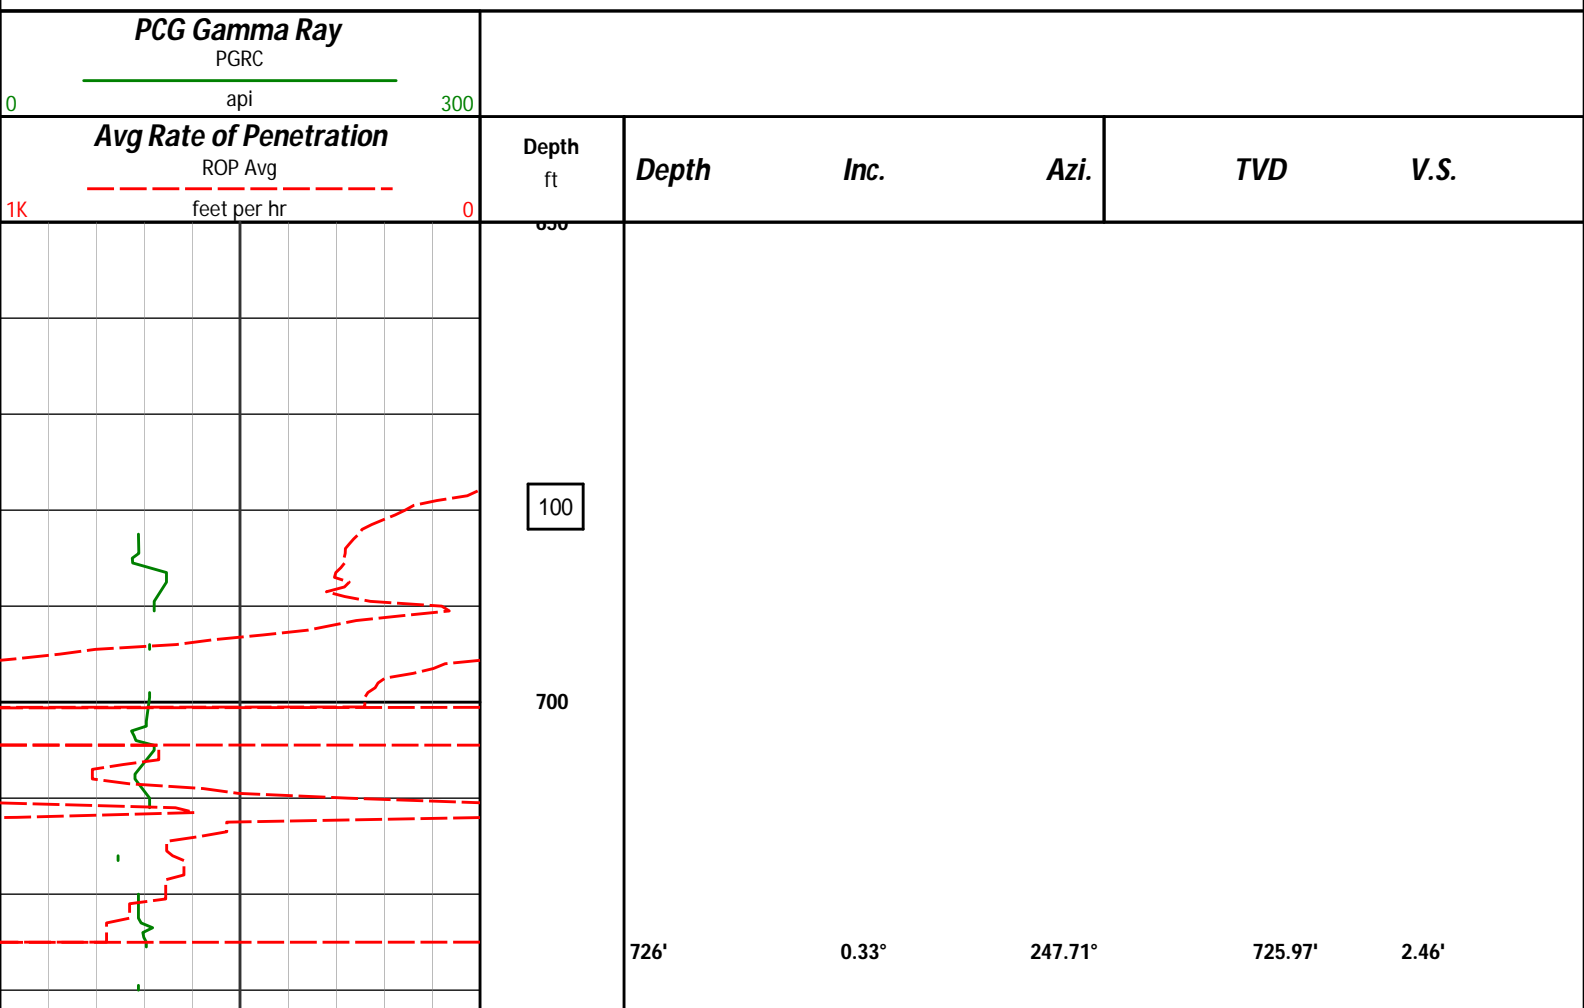 PCG Gamma Ray
PGRC
0 api 300
Avg Rate of Penetration
ROP Avg
1K feet per hr 0
Depth
ft
Depth Inc. Azi. TVD V.S.
650
100
700
726' 0.33° 247.71° 725.97' 2.46'